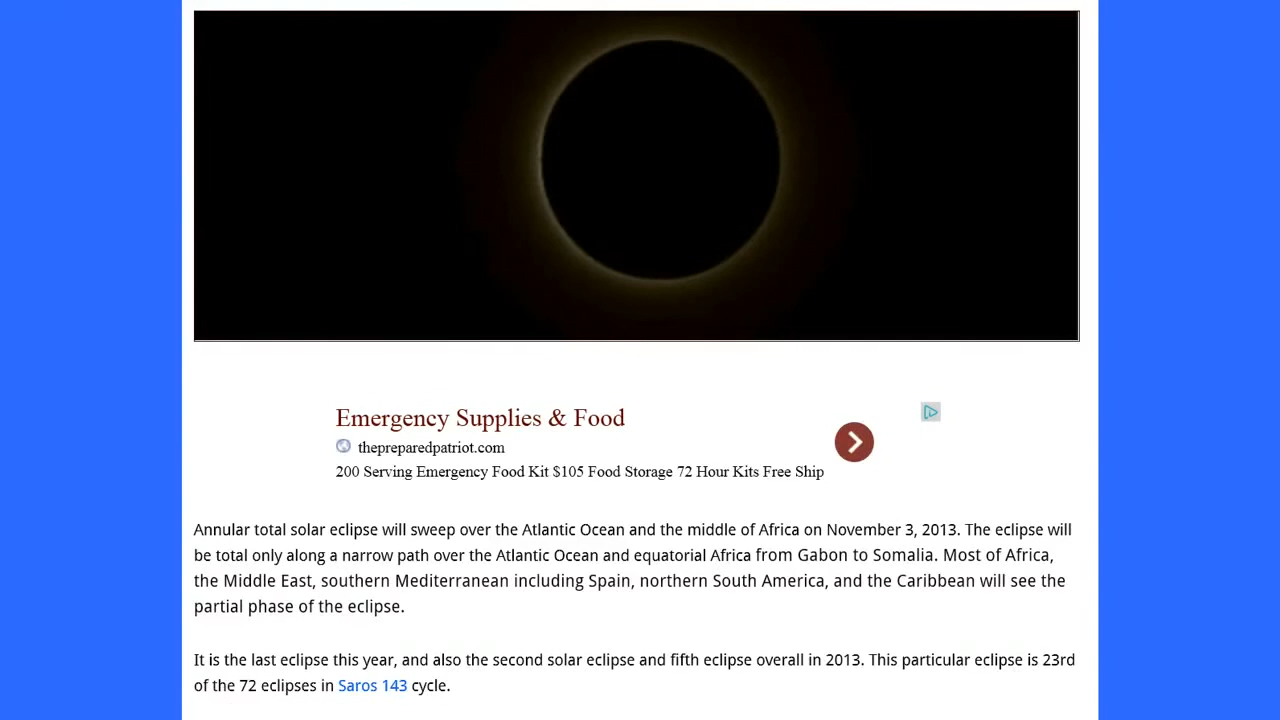 Emergency Supplies & Food
thepreparedpatriot.com
200 Serving Emergency Food Kit $105 Food Storage 72 Hour Kits Free Ship
Annular total solar eclipse will sweep over the Atlantic Ocean and the middle of Africa on November 3, 2013. The eclipse will
be total only along a narrow path over the Atlantic Ocean and equatorial Africa from Gabon to Somalia. Most of Africa,
the Middle East, southern Mediterranean including Spain, northern South America, and the Caribbean will see the
partial phase of the eclipse.
It is the last eclipse this year, and also the second solar eclipse and fifth eclipse overall in 2013. This particular eclipse is 23rd
of the 72 eclipses in Saros 143 cycle.